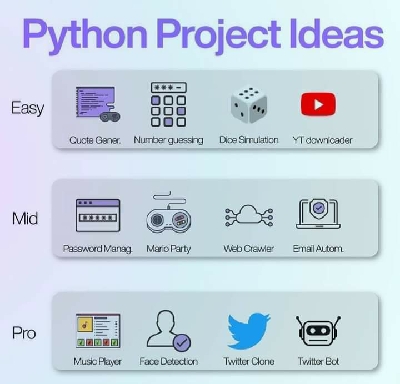 Python Project Ideas
Easy
Quote Gener. Number guessing Dice Simulation YT downloader
Mid
Password Manag. Mario Party Web Crawler Email Autom.
Pro
Music Player Face Detection Twitter Clone Twitter Bot